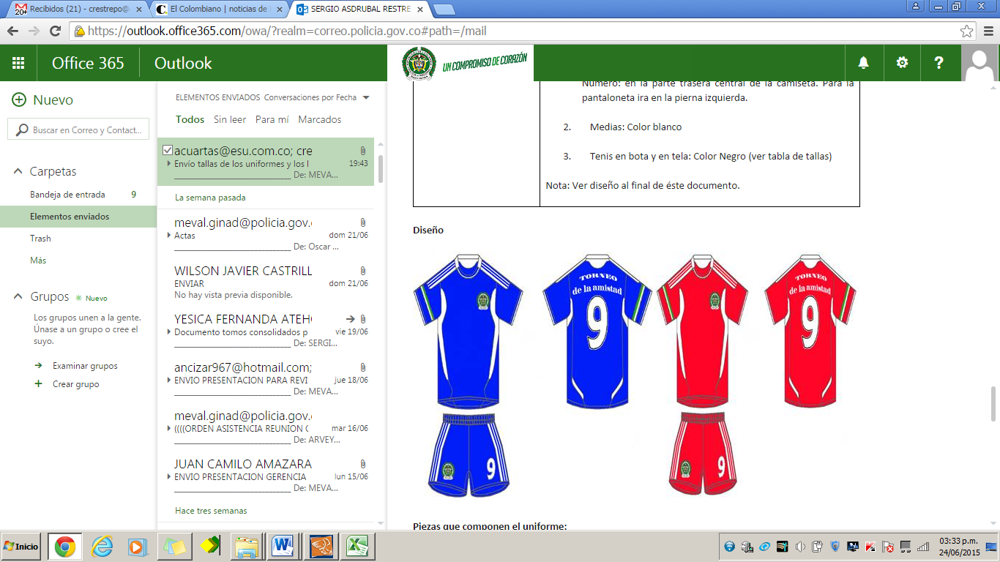 Recibidos (21) - crestrepo@
El Colombiano | noticias de
SERGIO ASDRUBAL RESTRE
https://outlook.office365.com/owa/?realm=correo.policia.gov.co#path=/mail
Office 365 Outlook
UN COMPROMISO DE CORAZÓN
?
Nuevo
Buscar en Correo y Contact...
Carpetas
Bandeja de entrada 9
Elementos enviados
Trash
Más
Grupos Nuevo
Los grupos unen a la gente.
Únase a un grupo o cree el
suyo.
Examinar grupos
Crear grupo
ELEMENTOS ENVIADOS Conversaciones por Fecha
Todos Sin leer Para mí Marcados
acuartas@esu.com.co; cre
Envío tallas de los uniformes y los l 19:43
De: MEVA...
La semana pasada
meval.ginad@policia.gov.
Actas dom 21/06
De: Oscar ...
WILSON JAVIER CASTRILL
ENVIAR dom 21/06
No hay vista previa disponible.
YESICA FERNANDA ATEH
Documento tomos consolidados p vie 19/06
De: SERGI...
ancizar967@hotmail.com;
ENVIO PRESENTACION PARA REVI jue 18/06
De: MEVA...
meval.ginad@policia.gov.
((((ORDEN ASISTENCIA REUNION mar 16/06
De: ARVEY...
JUAN CAMILO AMAZARA
ENVIO PRESENTACION GERENCIA lun 15/06
De: MEVA...
Hace tres semanas
Número: en la parte trasera central de la camiseta. Para la
pantaloneta ira en la pierna izquierda.
2. Medias: Color blanco
3. Tenis en bota y en tela: Color Negro (ver tabla de tallas)
Nota: Ver diseño al final de éste documento.
Diseño
TORNEO
de la amistad
9
TORNEO
de la amistad
9
9
9
Piezas que componen el uniforme:
Inicio
03:33 p.m.
24/06/2015